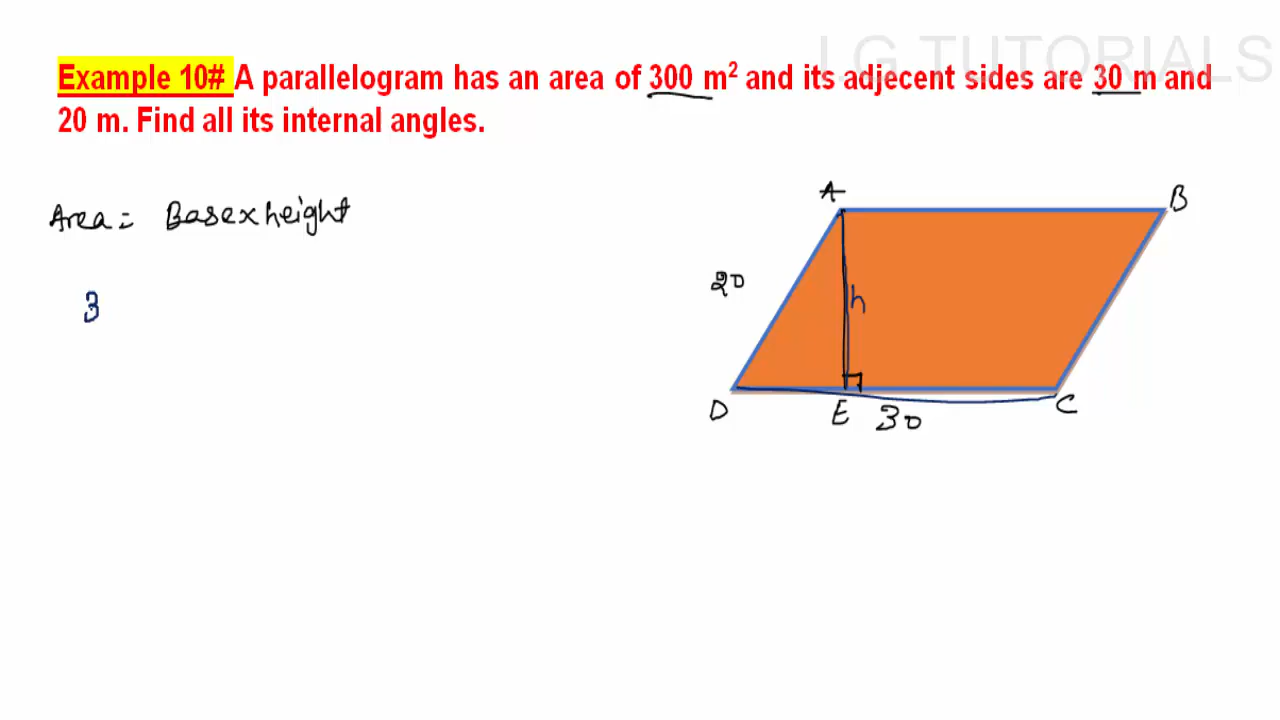 I G TUTORIALS
Example 10# A parallelogram has an area of 300 m² and its adjecent sides are 30 m and
20 m. Find all its internal angles.
Area = Base x height
3
A
B
20
h
D
E
30
C